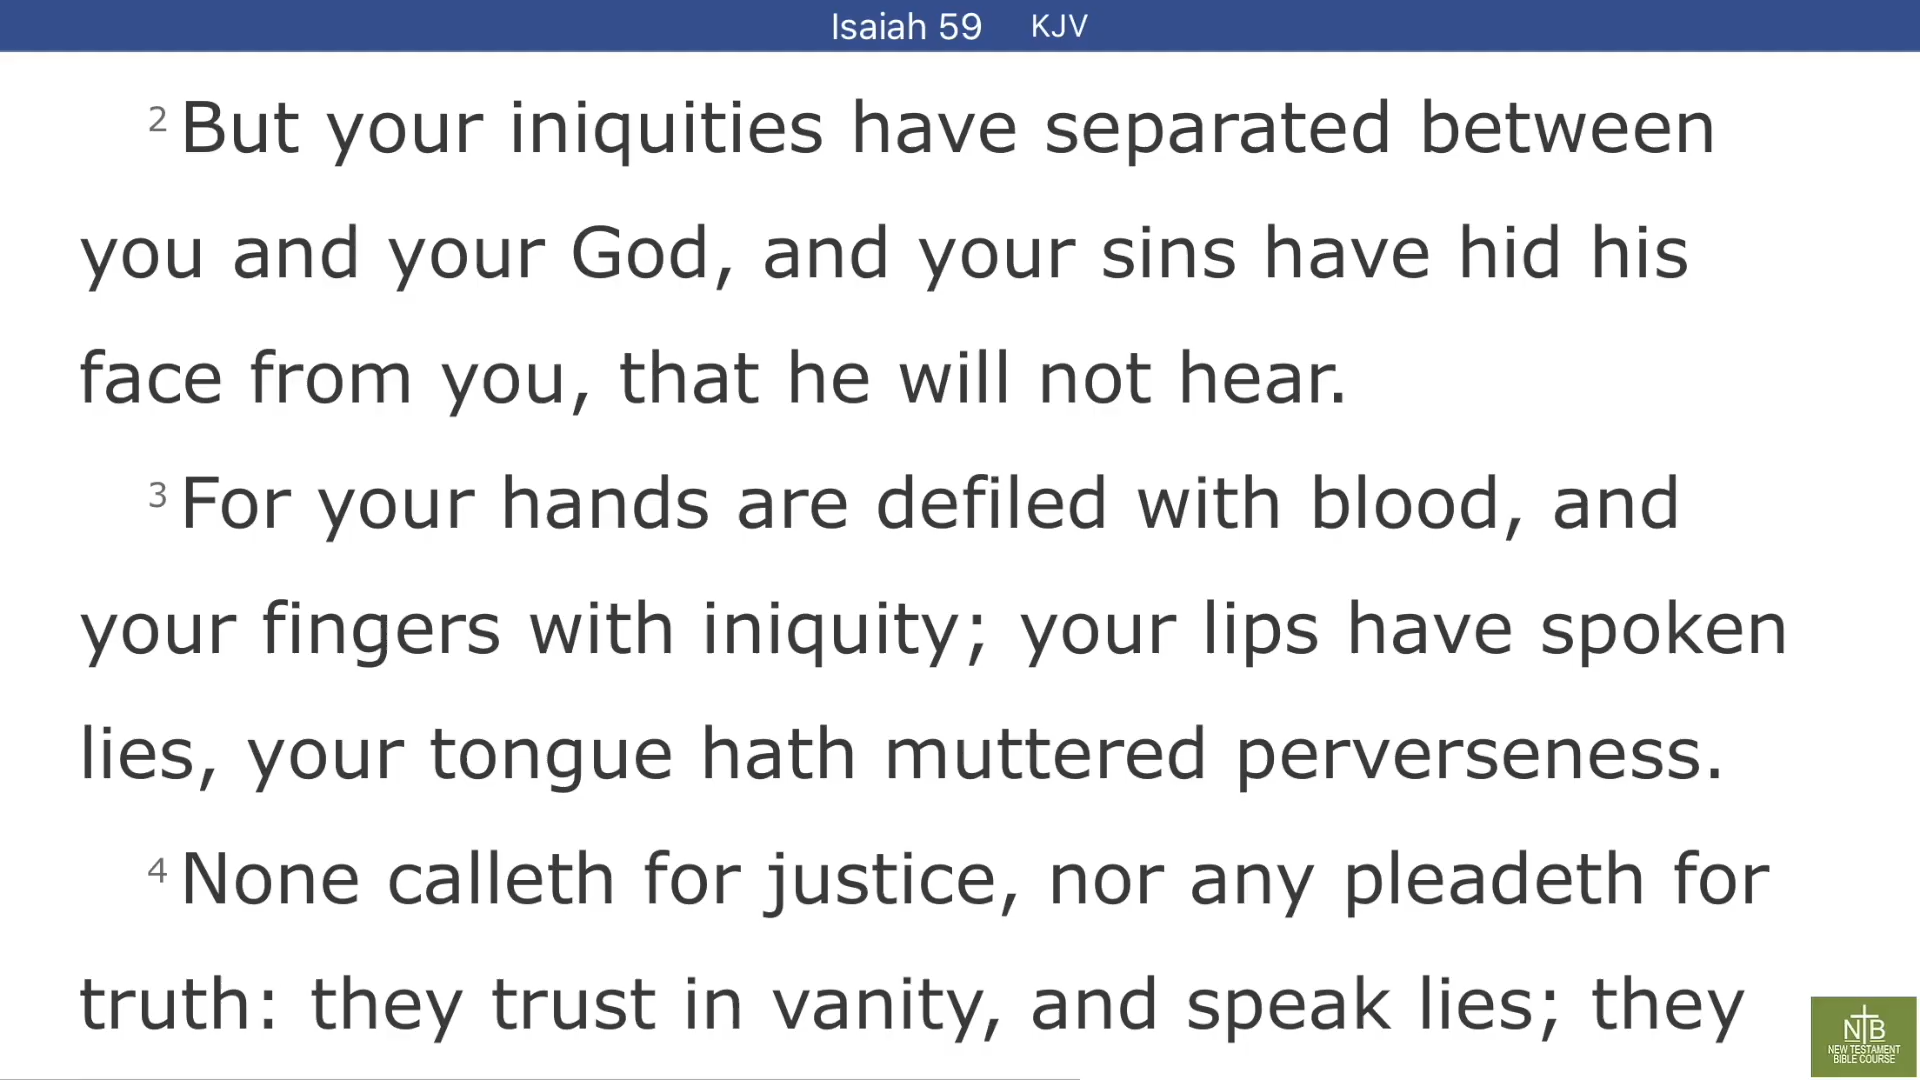 Isaiah 59 KJV
2 But your iniquities have separated between
you and your God, and your sins have hid his
face from you, that he will not hear.
3 For your hands are defiled with blood, and
your fingers with iniquity; your lips have spoken
lies, your tongue hath muttered perverseness.
4 None calleth for justice, nor any pleadeth for
truth: they trust in vanity, and speak lies; they
NTB
NEW TESTAMENT
BIBLE COURSE